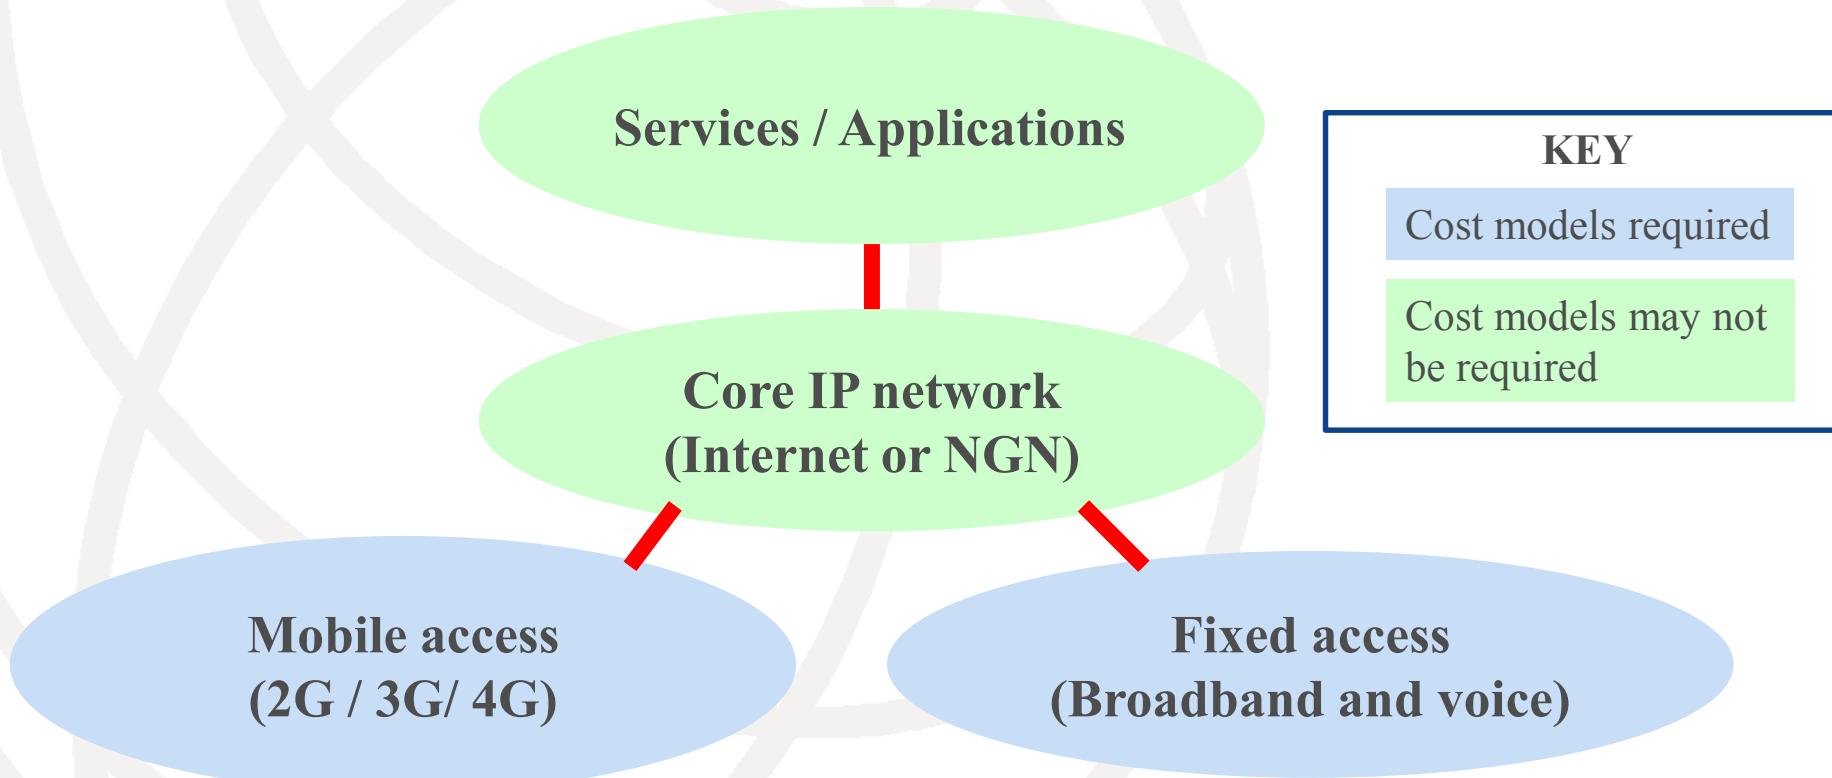 Services / Applications
KEY
Cost models required
Cost models may not
be required
Core IP network
(Internet or NGN)
Mobile access
(2G / 3G/ 4G)
Fixed access
(Broadband and voice)